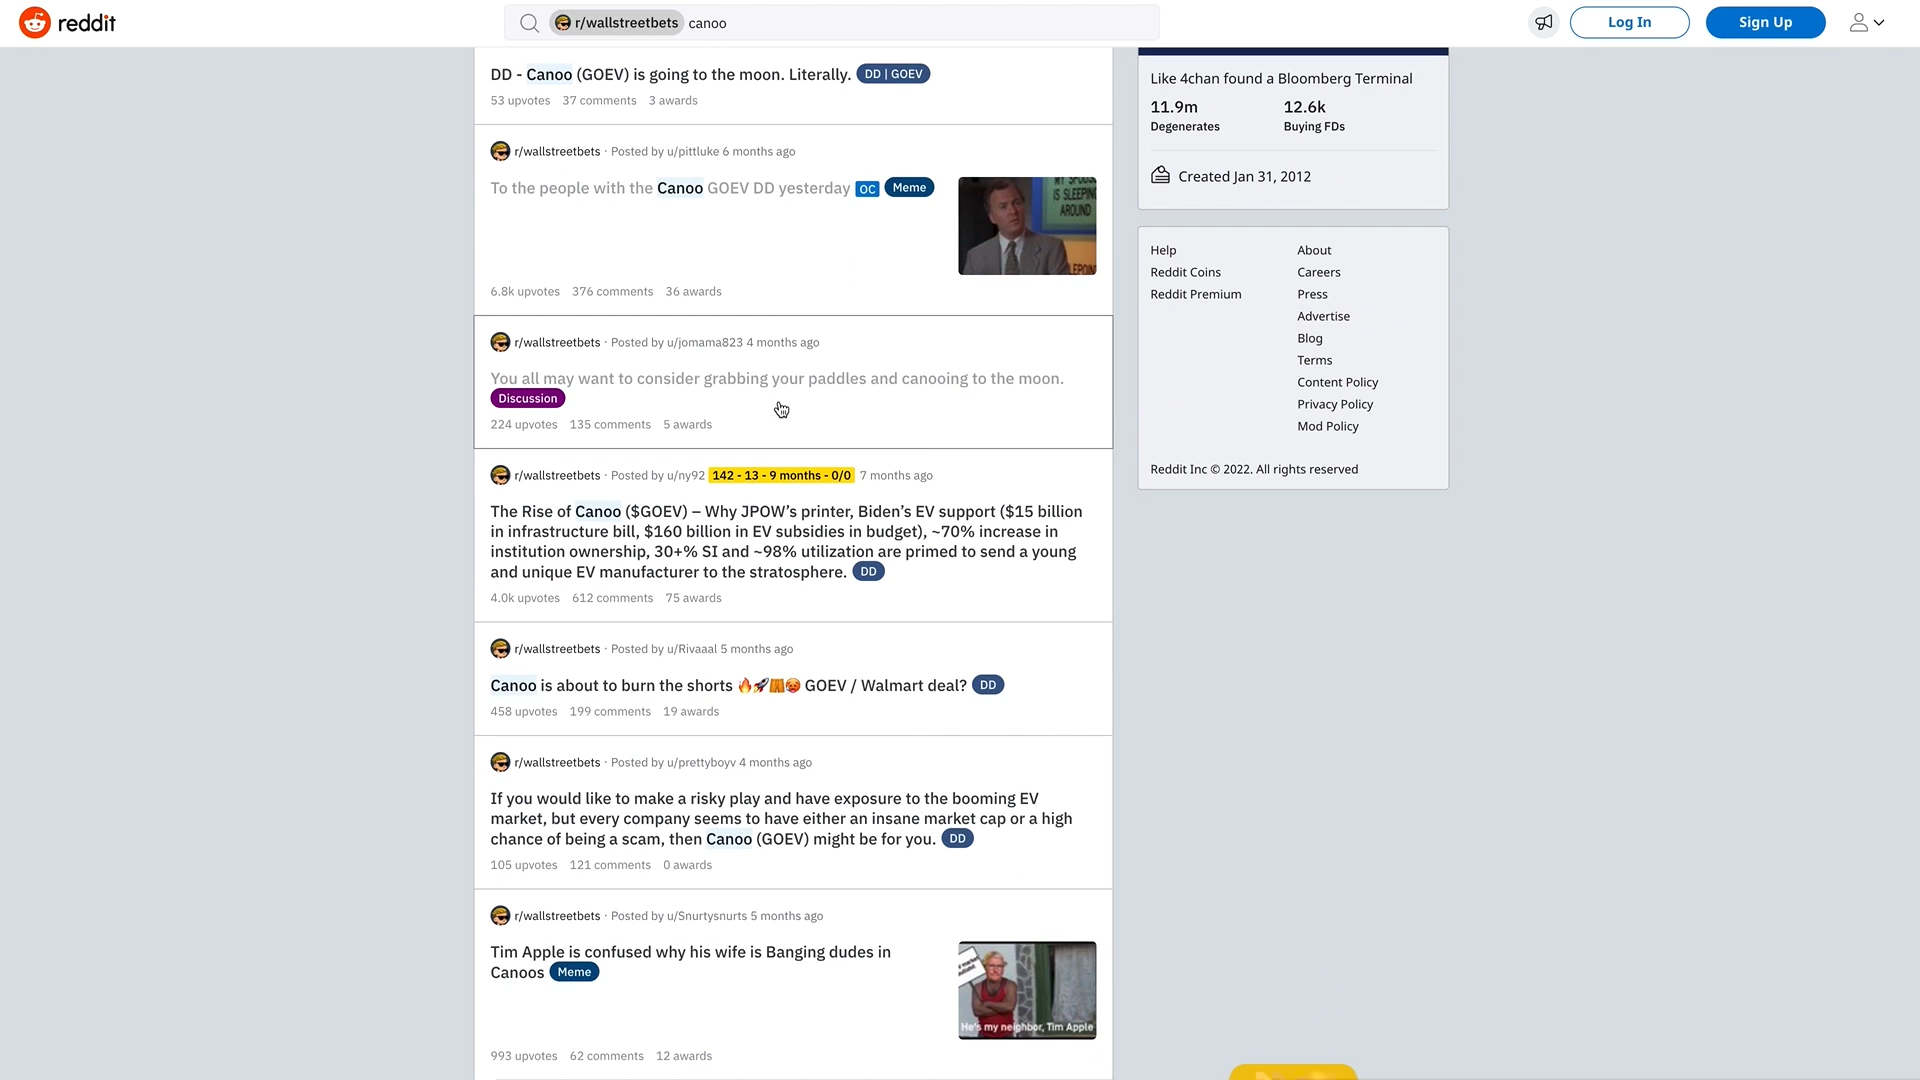 reddit
r/wallstreetbets canoo
Log In
Sign Up
DD - Canoo (GOEV) is going to the moon. Literally. DD | GOEV
53 upvotes 37 comments 3 awards
r/wallstreetbets · Posted by u/pittluke 6 months ago
To the people with the Canoo GOEV DD yesterday OC Meme
IS SLEEPING
AROUND
6.8k upvotes 376 comments 36 awards
r/wallstreetbets · Posted by u/jomama823 4 months ago
You all may want to consider grabbing your paddles and canooing to the moon.
Discussion
224 upvotes 135 comments 5 awards
r/wallstreetbets · Posted by u/ny92 142 - 13 - 9 months - 0/0 7 months ago
The Rise of Canoo ($GOEV) – Why JPOW’s printer, Biden’s EV support ($15 billion
in infrastructure bill, $160 billion in EV subsidies in budget), ~70% increase in
institution ownership, 30+% SI and ~98% utilization are primed to send a young
and unique EV manufacturer to the stratosphere. DD
4.0k upvotes 612 comments 75 awards
r/wallstreetbets · Posted by u/Rivaaal 5 months ago
Canoo is about to burn the shorts 🔥🚀🩳🥵 GOEV / Walmart deal? DD
458 upvotes 199 comments 19 awards
r/wallstreetbets · Posted by u/prettyboyv 4 months ago
If you would like to make a risky play and have exposure to the booming EV
market, but every company seems to have either an insane market cap or a high
chance of being a scam, then Canoo (GOEV) might be for you. DD
105 upvotes 121 comments 0 awards
r/wallstreetbets · Posted by u/Snurtysnurts 5 months ago
Tim Apple is confused why his wife is Banging dudes in
Canoos Meme
He's my neighbor, Tim Apple
993 upvotes 62 comments 12 awards
Like 4chan found a Bloomberg Terminal
11.9m 12.6k
Degenerates Buying FDs
Created Jan 31, 2012
Help About
Reddit Coins Careers
Reddit Premium Press
Advertise
Blog
Terms
Content Policy
Privacy Policy
Mod Policy
Reddit Inc © 2022. All rights reserved